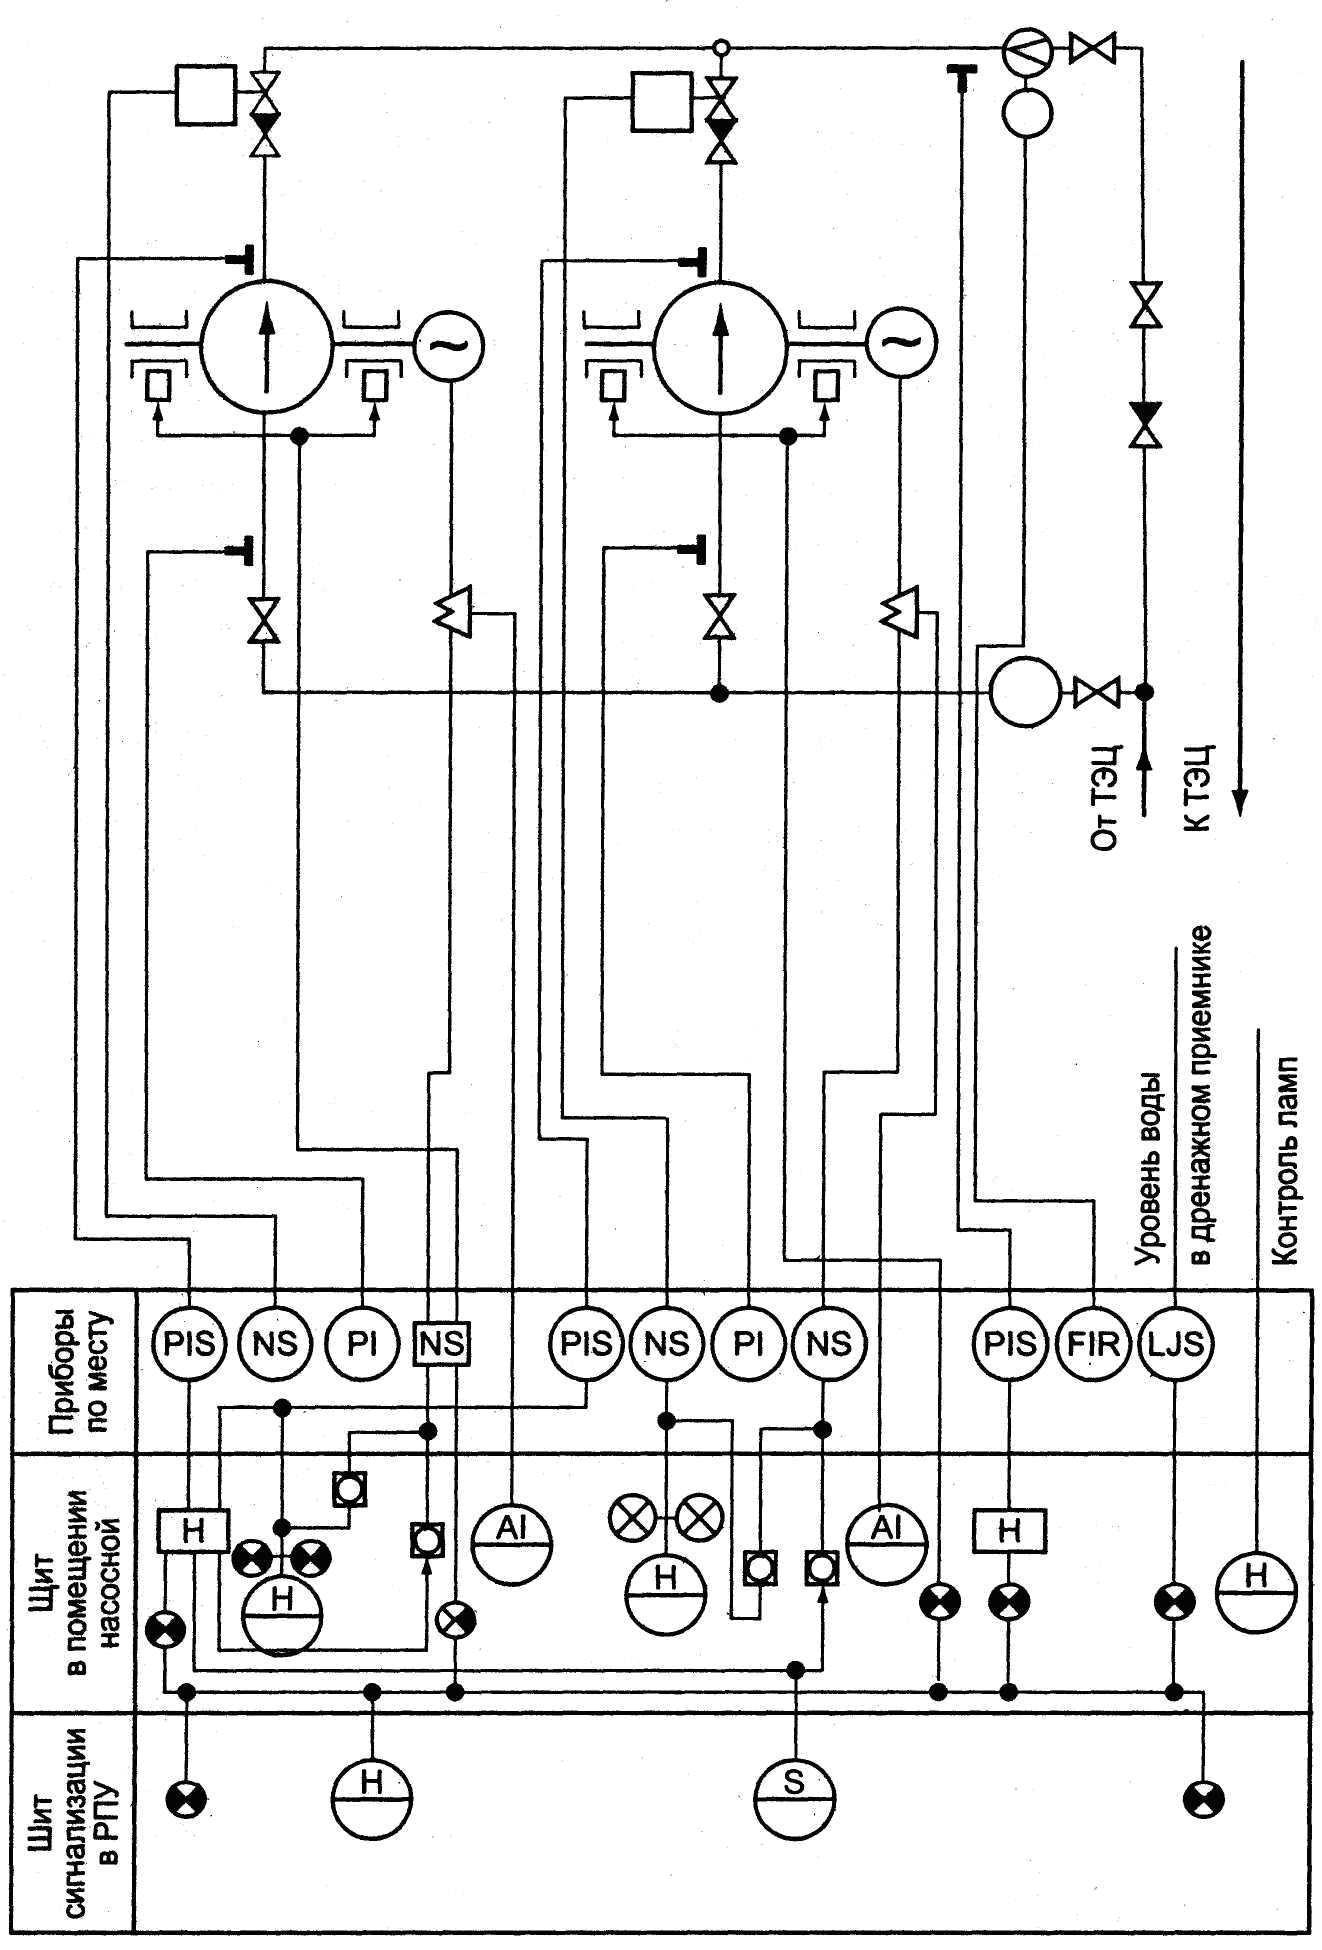 ~
~
От ТЭЦ
К ТЭЦ
Уровень воды
в дренажном приемнике
Контроль ламп
Приборы
по месту
PIS
NS
PI
NS
PIS
NS
PI
NS
PIS
FIR
LJS
Щит
в помещении
насосной
H
H
AI
H
AI
H
H
Шит
сигнализации
в РПУ
H
S